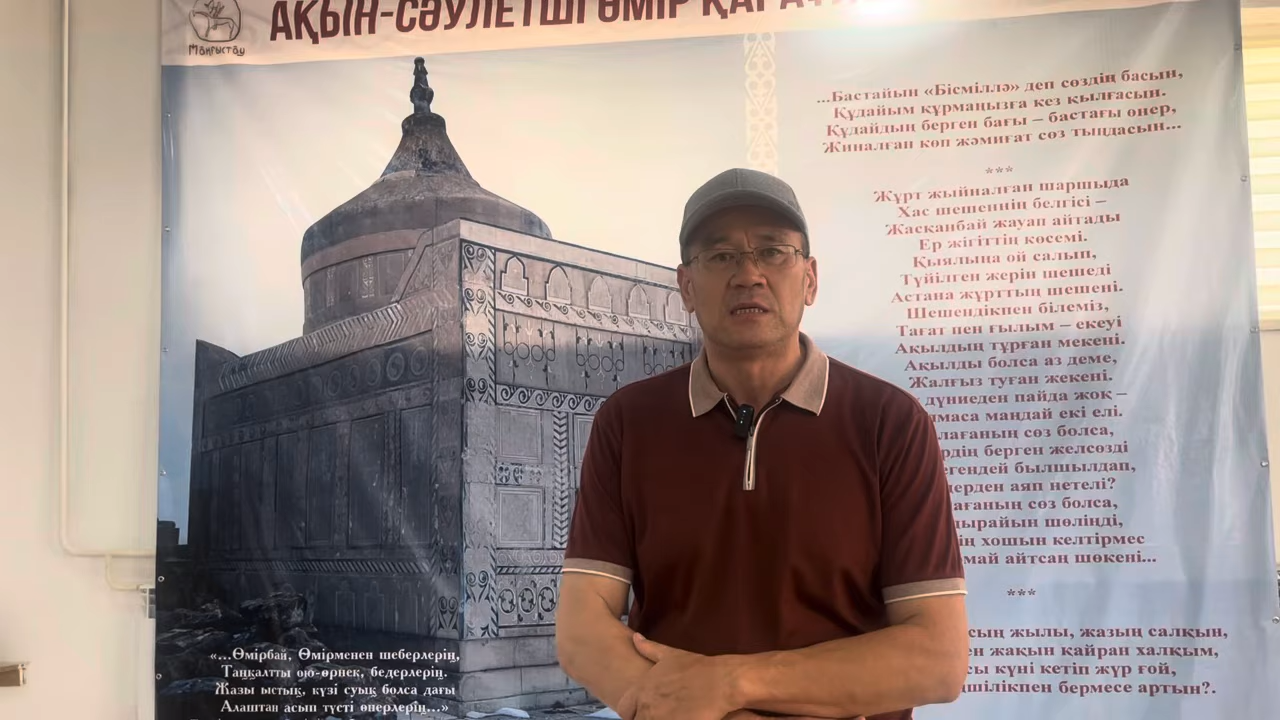 Маңғыстау
АҚЫН-СӘУЛЕТШІ ӨМІР
...Бастайын «Бісміллә» деп сөздің басын,
Құдайым құрмаңызға кез қылғасын.
Құдайдың берген бағы – бастағы өнер,
Жиналған көп жәмиғат сөз тыңдасын...
***
Жұрт жыйналған шаршыда
Хас шешеннің белгісі –
Жасқанбай жауап айтады
Ер жігіттің көсемі.
Қыялына ой салып,
Түйілген жерін шешеді
Астана жұрттың шешені.
Шешендікпен білеміз,
Тағат пен ғылым – екеуі
Ақылдың тұрған мекені.
Ақылды болса аз деме,
Жалғыз туған жекені.
дүниеден пайда жоқ –
маңдай екі елі.
сөз болса,
берген желсөзді
былшылдап,
аяп нетелі?
сөз болса,
шөліңді,
хошын келтірмес
айтсаң шөкені...
***
жылы, жазың салқын,
жақын қайран халқым,
күні кетіп жүр ғой,
бермесе артын?.
«...Өмірбай, Өмірменен шеберлерің,
Таңқалтты ою-өрнек, бедерлерің.
Жазы ыстық, күзі суық болса дағы
Алаштан асып түсті өнерлерің...»